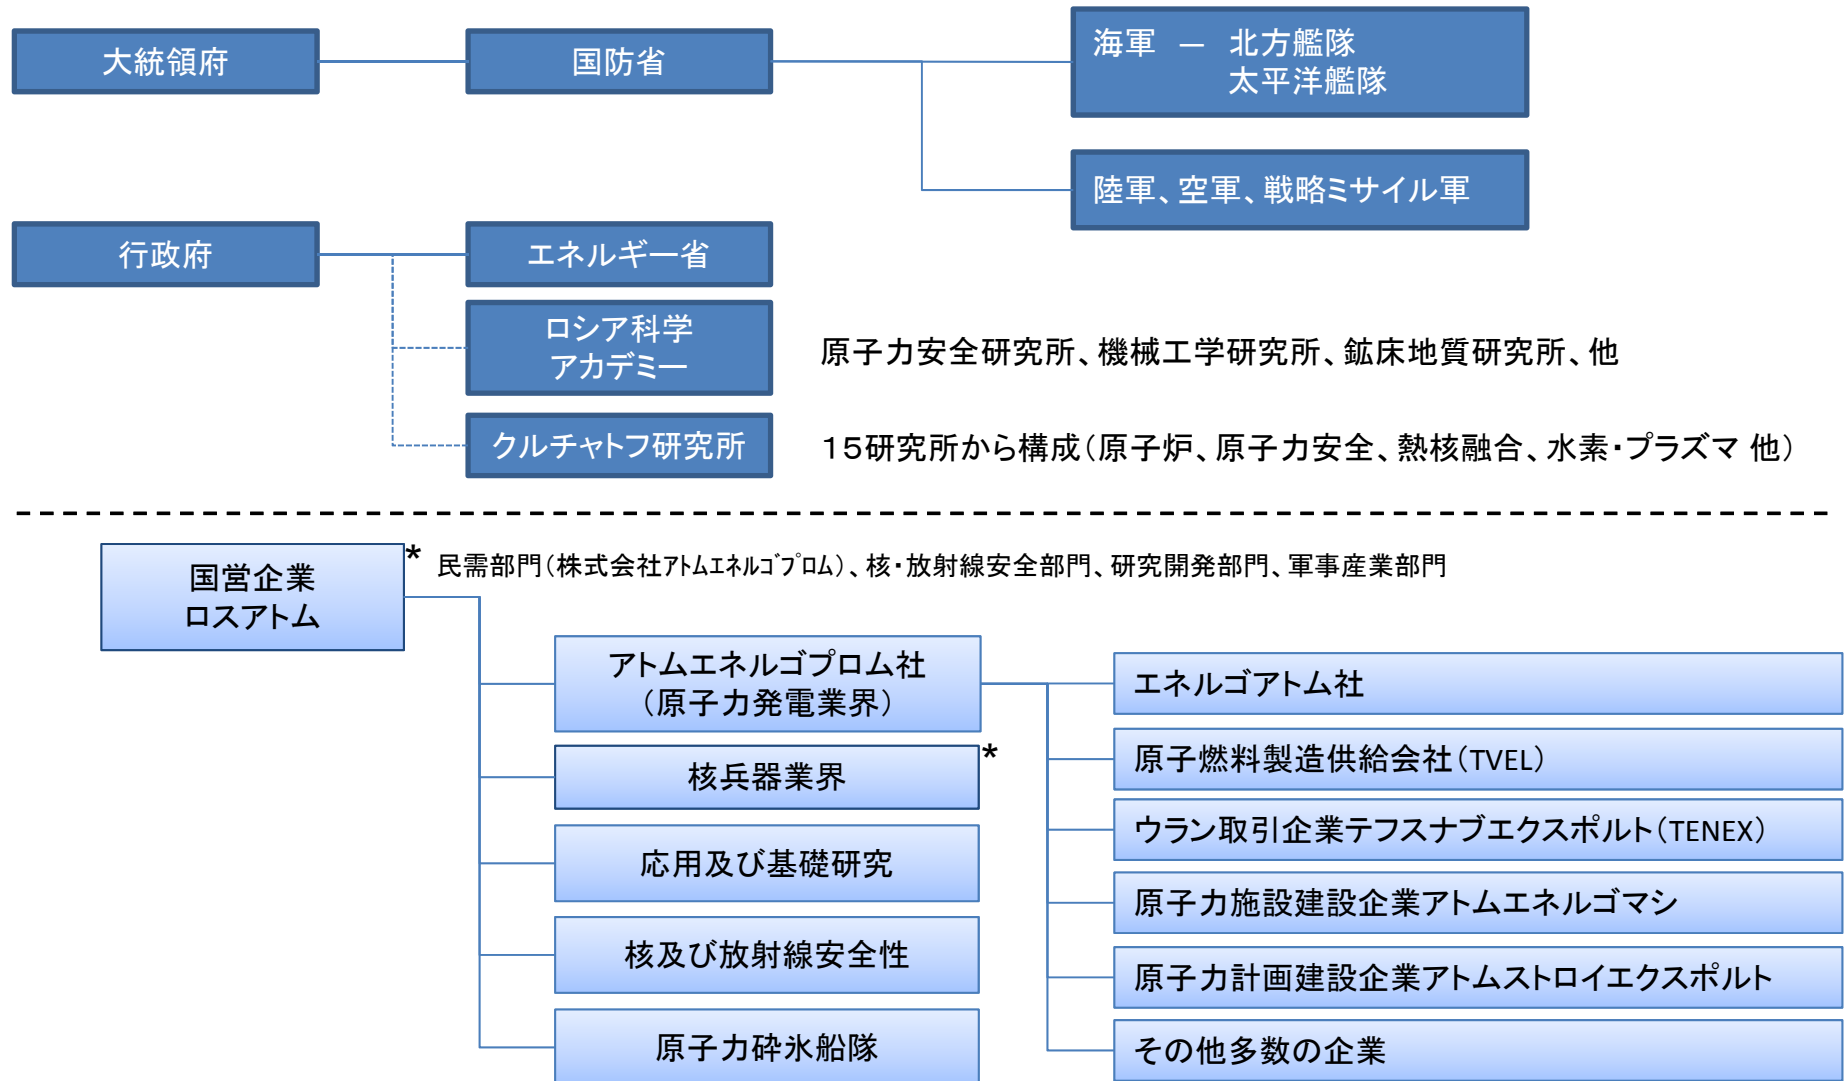 大統領府
国防省
海軍 － 北方艦隊
太平洋艦隊
陸軍、空軍、戦略ミサイル軍
行政府
エネルギー省
ロシア科学
アカデミー
原子力安全研究所、機械工学研究所、鉱床地質研究所、他
クルチャトフ研究所
15研究所から構成(原子炉、原子力安全、熱核融合、水素・プラズマ 他)
国営企業
ロスアトム
* 民需部門(株式会社ｱﾄﾑｴﾈﾙｺﾞﾌﾟﾛﾑ)、核・放射線安全部門、研究開発部門、軍事産業部門
アトムエネルゴプロム社
(原子力発電業界)
エネルゴアトム社
核兵器業界 *
原子燃料製造供給会社(TVEL)
ウラン取引企業テフスナブエクスポルト(TENEX)
応用及び基礎研究
原子力施設建設企業アトムエネルゴマシ
核及び放射線安全性
原子力計画建設企業アトムストロイエクスポルト
原子力砕氷船隊
その他多数の企業